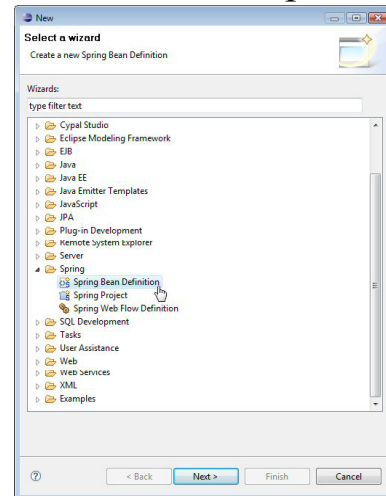 New
Select a wizard
Create a new Spring Bean Definition
Wizards:
type filter text
Cypal Studio
Eclipse Modeling Framework
EJB
Java
Java EE
Java Emitter Templates
JavaScript
JPA
Plug-in Development
Remote System Explorer
Server
Spring
Spring Bean Definition
Spring Project
Spring Web Flow Definition
SQL Development
Tasks
User Assistance
Web
Web Services
XML
Examples
< Back Next > Finish Cancel